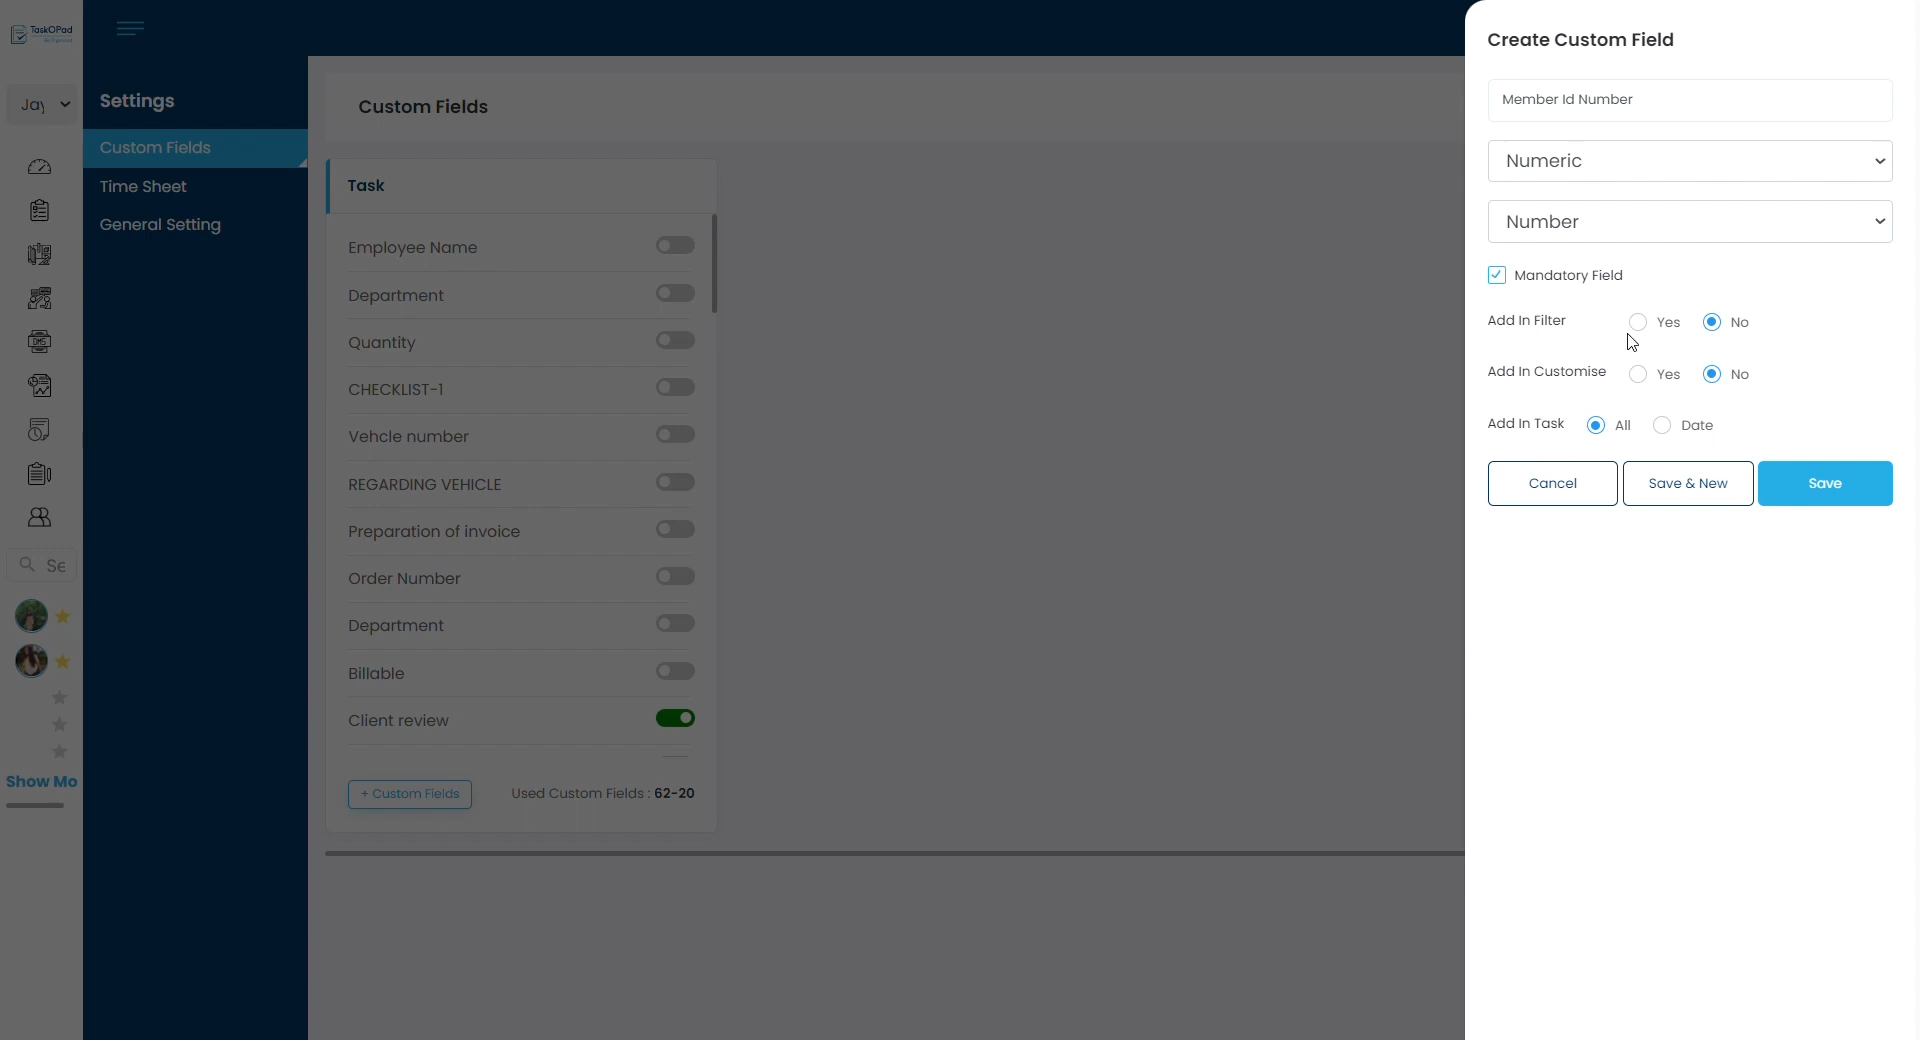 TaskOPad
Jay
Settings
Custom Fields
Time Sheet
General Setting
DMS
Se
Show Mo
Custom Fields
Task
Employee Name
Department
Quantity
CHECKLIST-1
Vehcle number
REGARDING VEHICLE
Preparation of invoice
Order Number
Department
Billable
Client review
+ Custom Fields
Used Custom Fields : 62-20
Create Custom Field
Member Id Number
Numeric
Number
Mandatory Field
Add In Filter Yes No
Add In Customise Yes No
Add In Task All Date
Cancel Save & New Save